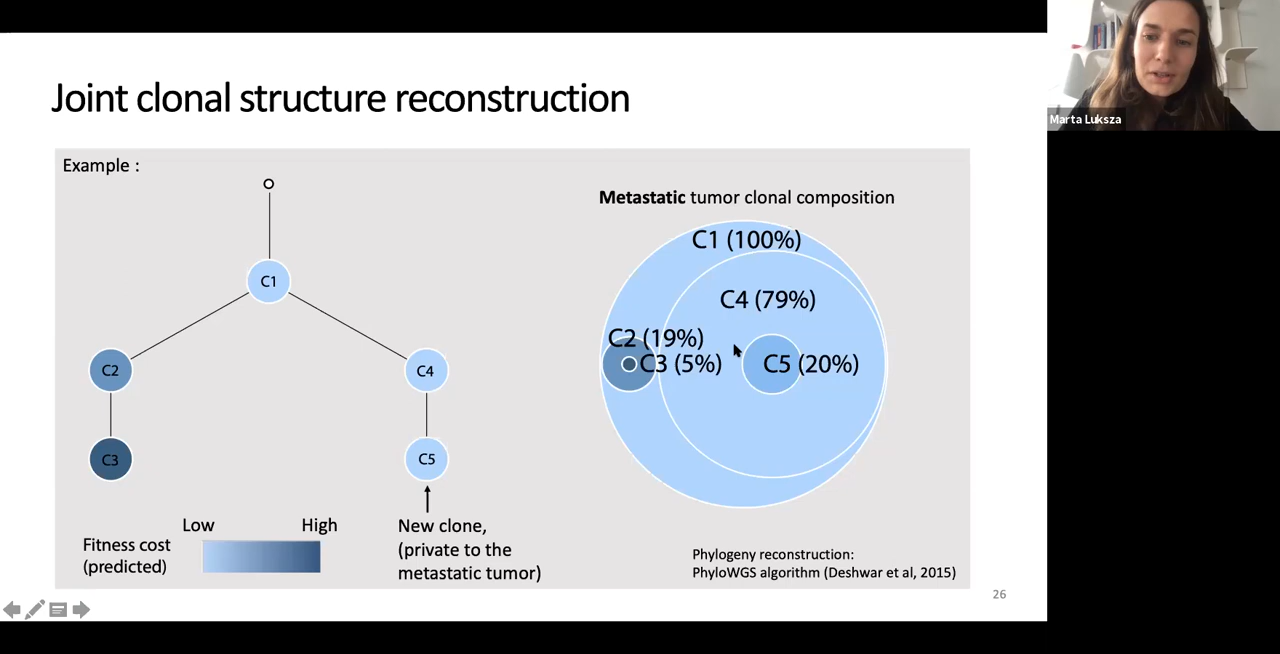 Joint clonal structure reconstruction
Marta Luksza
Example :
C1
C2
C4
C3
C5
Low
High
Fitness cost
(predicted)
New clone,
(private to the
metastatic tumor)
Metastatic tumor clonal composition
C1 (100%)
C4 (79%)
C2 (19%)
C3 (5%)
C5 (20%)
Phylogeny reconstruction:
PhyloWGS algorithm (Deshwar et al, 2015)
26